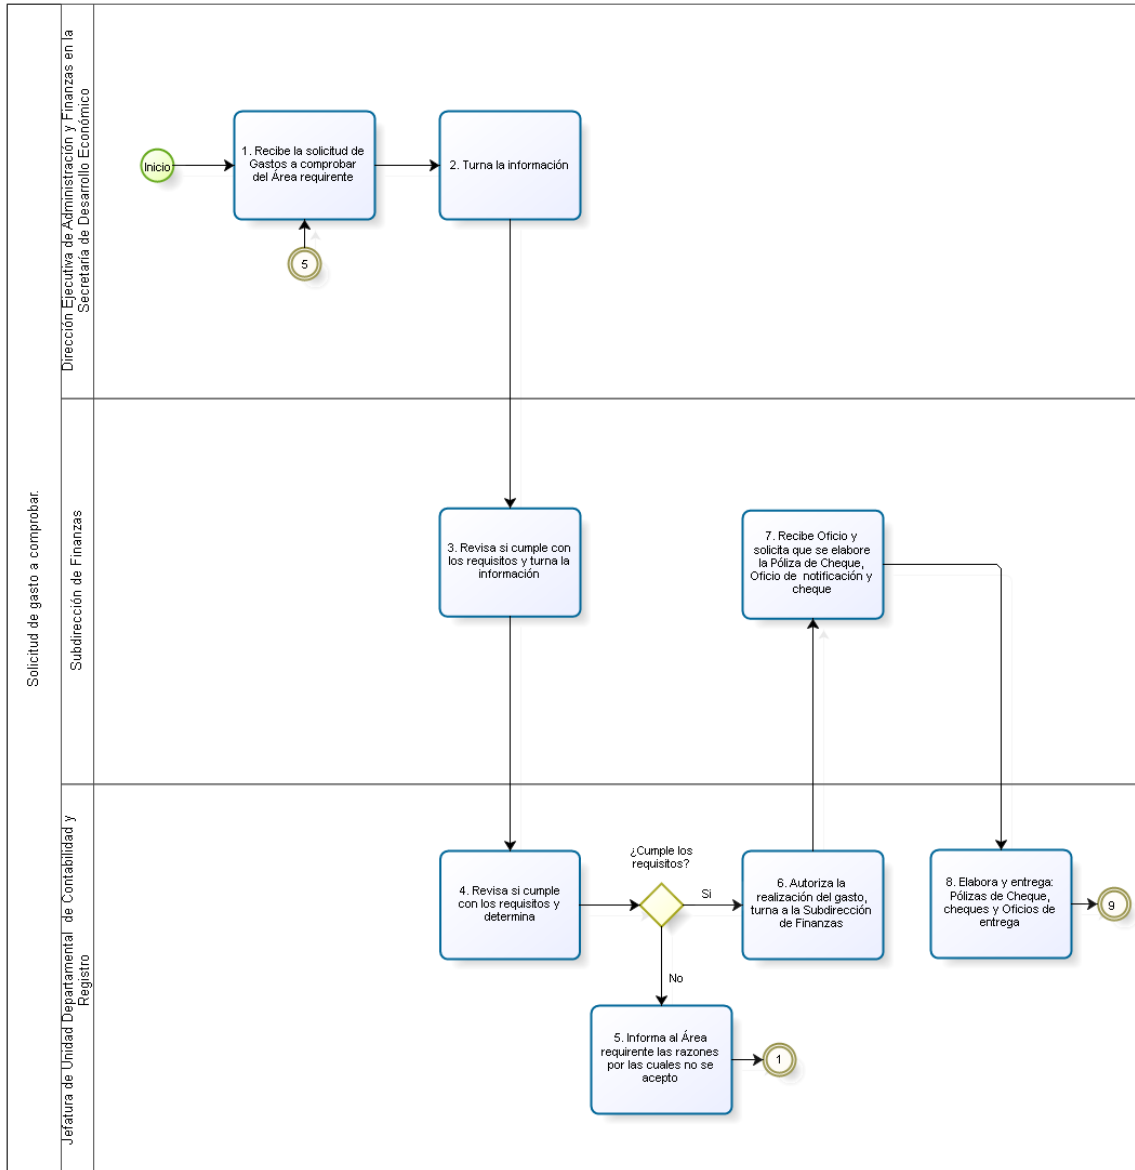 Solicitud de gasto a comprobar.
Dirección Ejecutiva de Administración y Finanzas en la
Secretaría de Desarrollo Económico
Inicio
1. Recibe la solicitud de
Gastos a comprobar
del Área requirente
2. Turna la información
5
Subdirección de Finanzas
3. Revisa si cumple con
los requisitos y turna la
información
7. Recibe Oficio y
solicita que se elabore
la Póliza de Cheque,
Oficio de notificación y
cheque
Jefatura de Unidad Departamental de Contabilidad y
Registro
4. Revisa si cumple
con los requisitos y
determina
¿Cumple los
requisitos?
Si
No
6. Autoriza la
realización del gasto,
turna a la Subdirección
de Finanzas
8. Elabora y entrega:
Pólizas de Cheque,
cheques y Oficios de
entrega
9
5. Informa al Área
requirente las razones
por las cuales no se
acepto
1